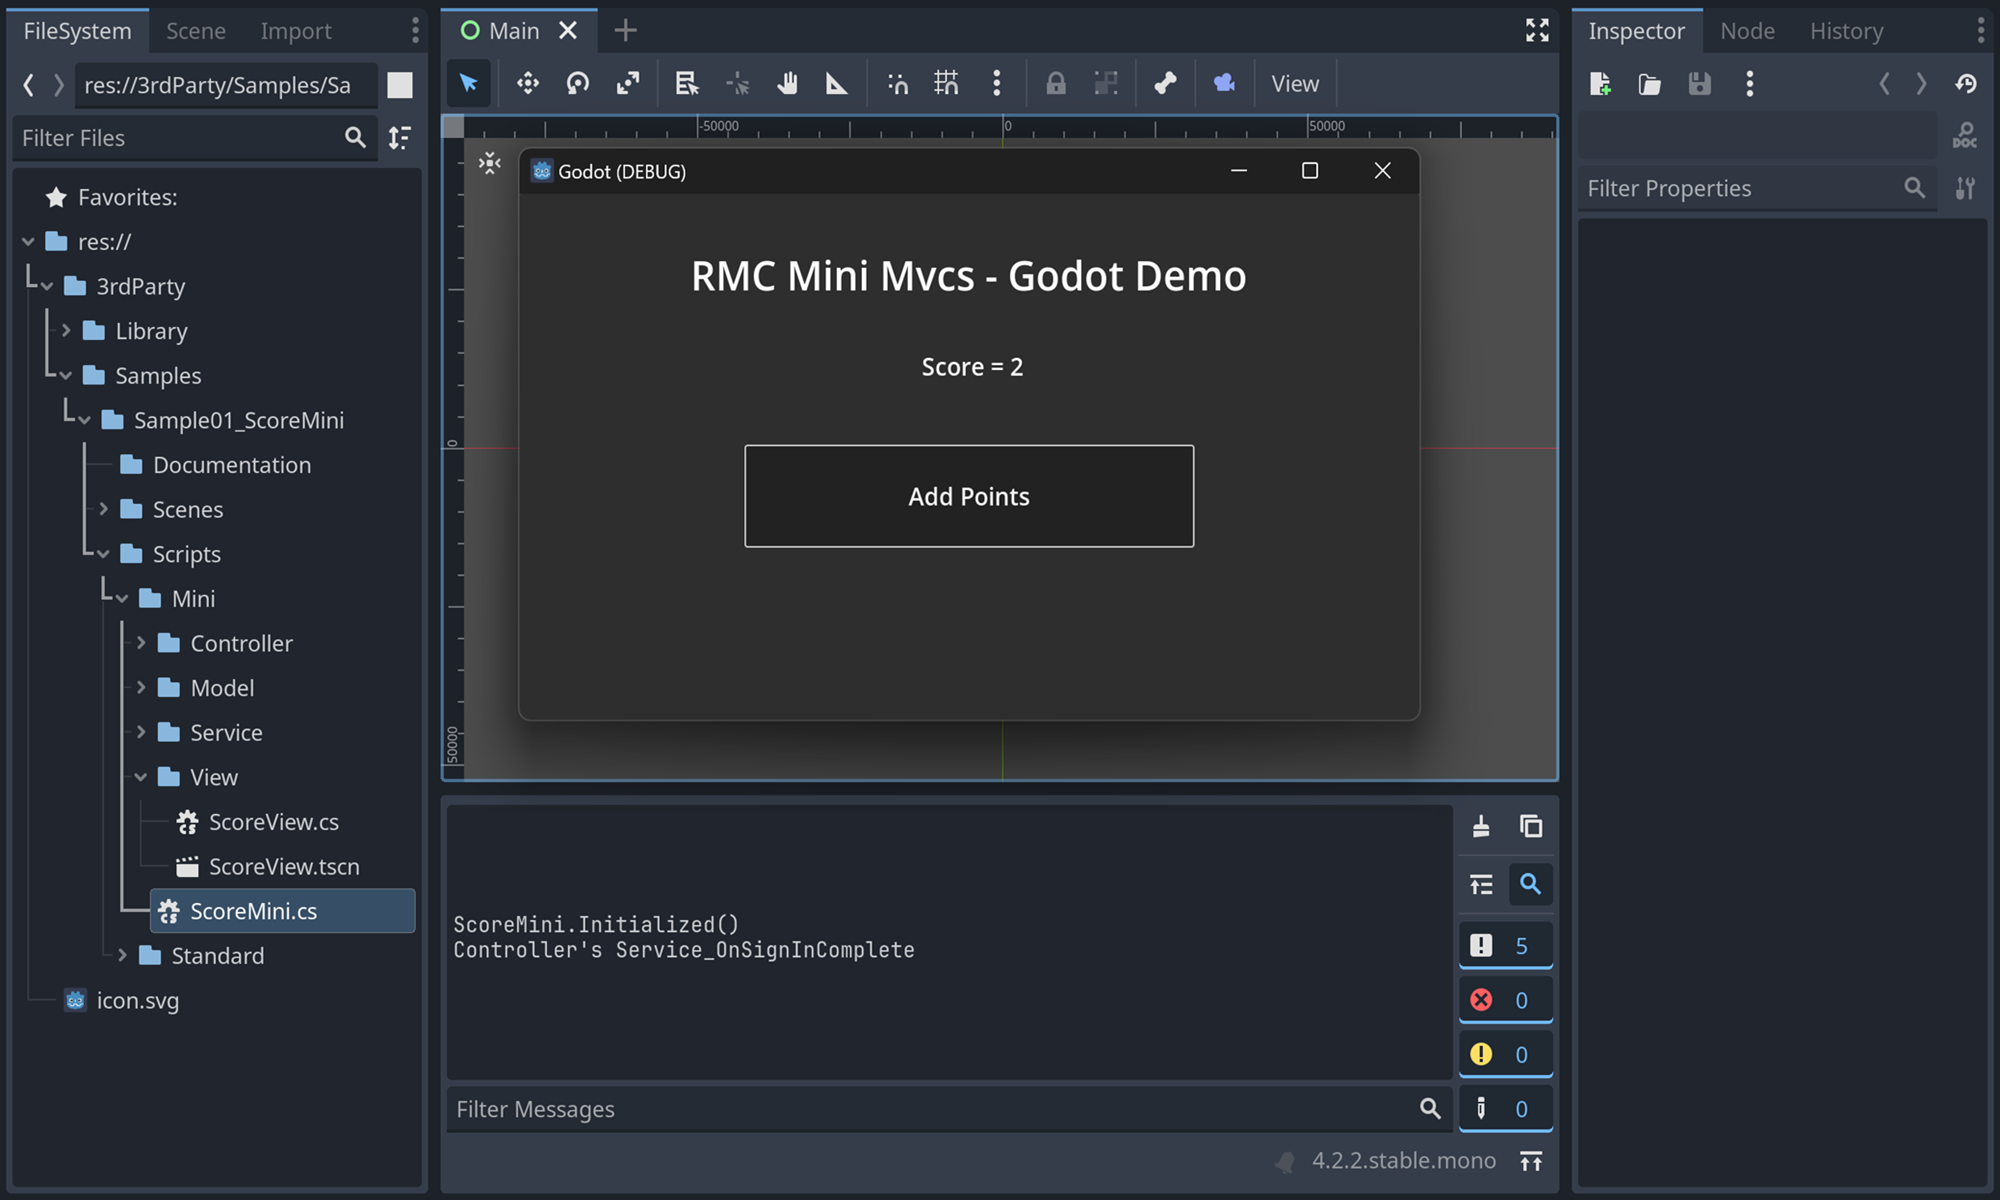 FileSystem
Scene
Import
res://3rdParty/Samples/Sa
Filter Files
Favorites:
res://
3rdParty
Library
Samples
Sample01_ScoreMini
Documentation
Scenes
Scripts
Mini
Controller
Model
Service
View
ScoreView.cs
ScoreView.tscn
ScoreMini.cs
Standard
icon.svg
Main
View
-50000
0
50000
0
50000
Godot (DEBUG)
RMC Mini Mvcs - Godot Demo
Score = 2
Add Points
ScoreMini.Initialized()
Controller's Service_OnSignInComplete
5
0
0
0
Filter Messages
4.2.2.stable.mono
Inspector
Node
History
DOC
Filter Properties